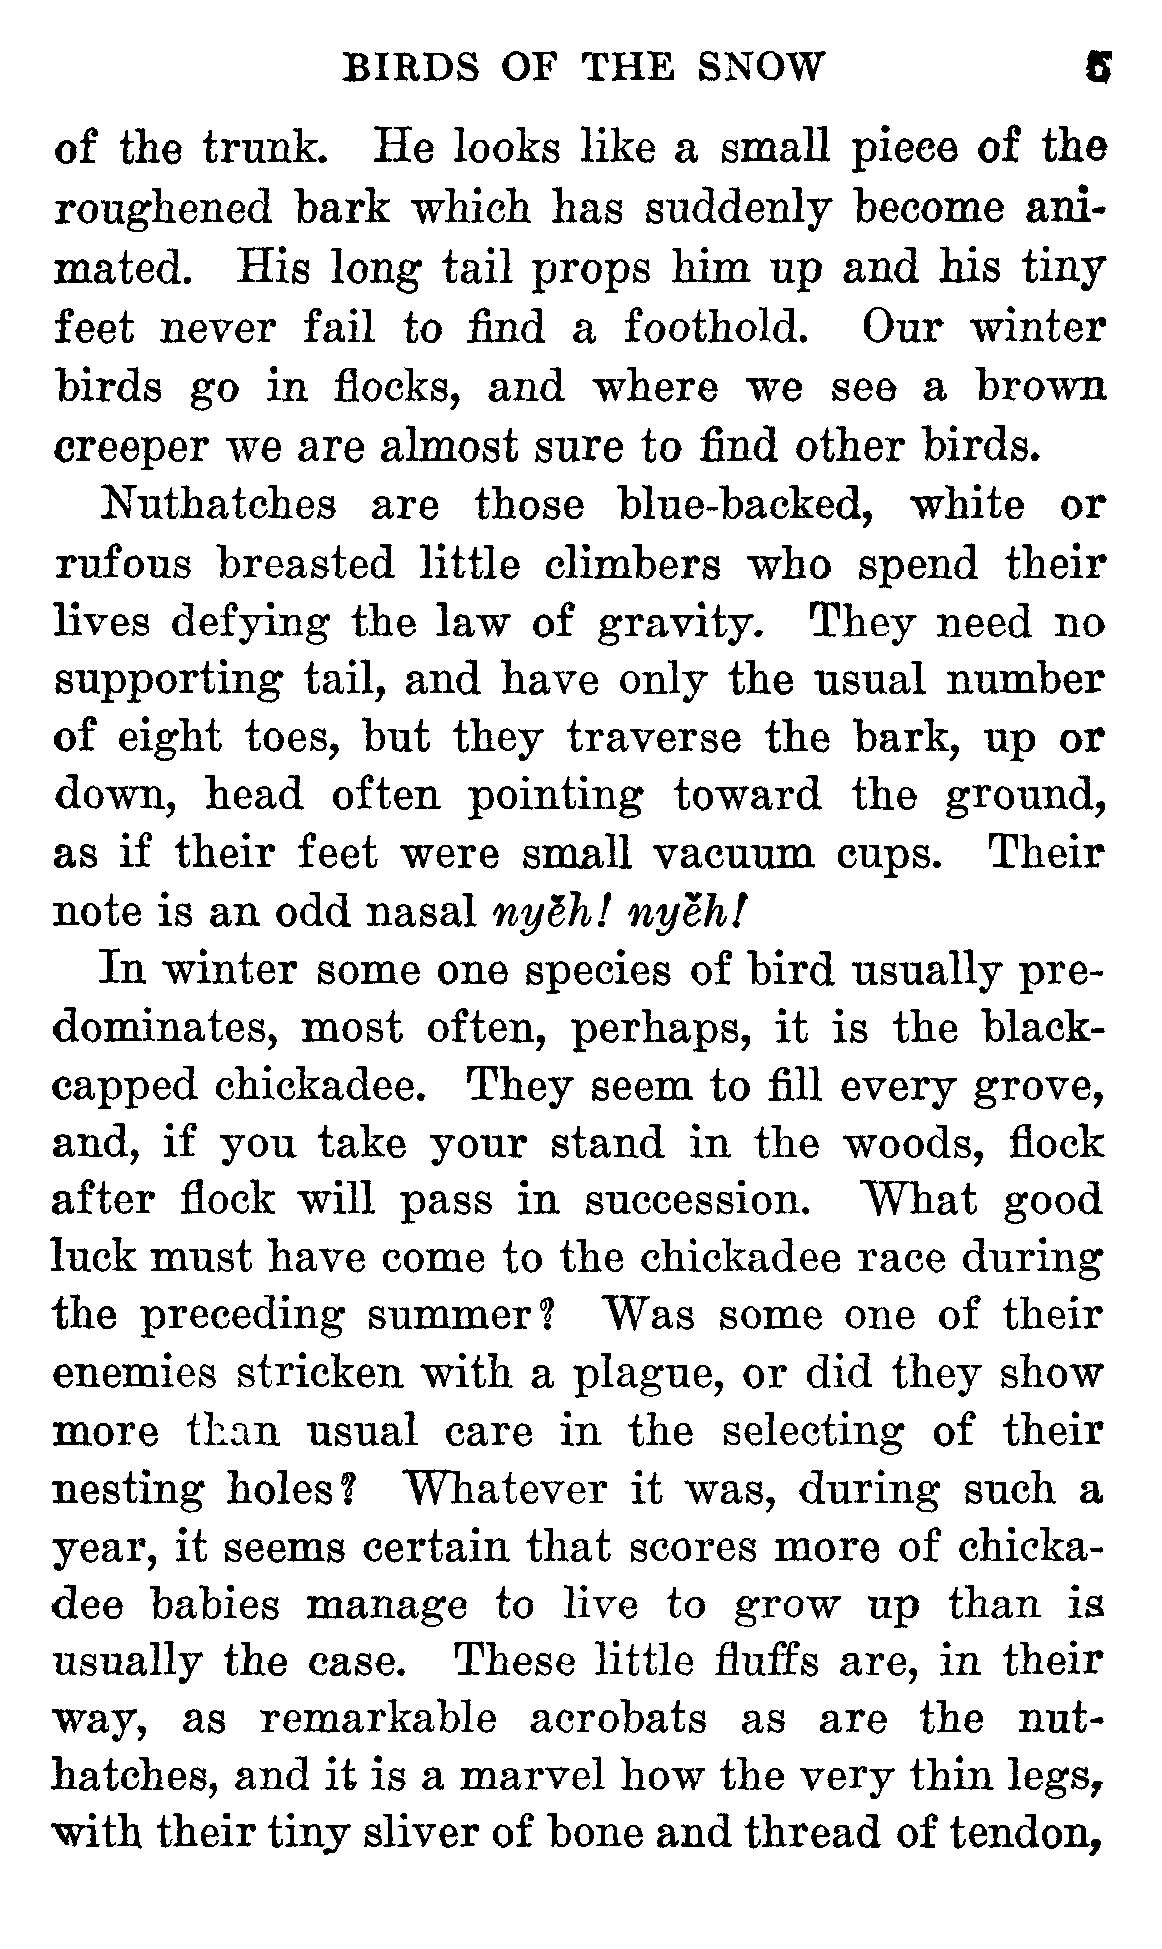 BIRDS OF THE SNOW 5
of the trunk. He looks like a small piece of the
roughened bark which has suddenly become ani-
mated. His long tail props him up and his tiny
feet never fail to find a foothold. Our winter
birds go in flocks, and where we see a brown
creeper we are almost sure to find other birds.
Nuthatches are those blue-backed, white or
rufous breasted little climbers who spend their
lives defying the law of gravity. They need no
supporting tail, and have only the usual number
of eight toes, but they traverse the bark, up or
down, head often pointing toward the ground,
as if their feet were small vacuum cups. Their
note is an odd nasal nyĕh! nyĕh!
In winter some one species of bird usually pre-
dominates, most often, perhaps, it is the black-
capped chickadee. They seem to fill every grove,
and, if you take your stand in the woods, flock
after flock will pass in succession. What good
luck must have come to the chickadee race during
the preceding summer? Was some one of their
enemies stricken with a plague, or did they show
more than usual care in the selecting of their
nesting holes? Whatever it was, during such a
year, it seems certain that scores more of chicka-
dee babies manage to live to grow up than is
usually the case. These little fluffs are, in their
way, as remarkable acrobats as are the nut-
hatches, and it is a marvel how the very thin legs,
with their tiny sliver of bone and thread of tendon,